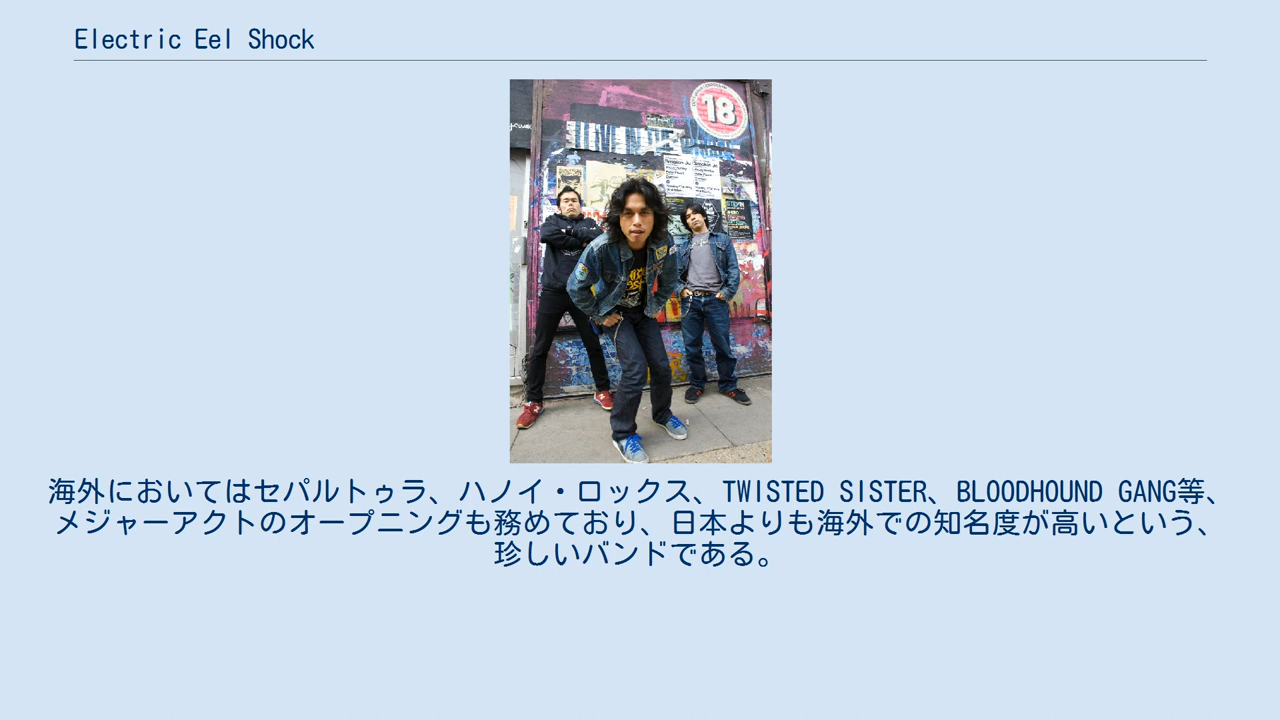 Electric Eel Shock
18
海外においてはセパルトゥラ、ハノイ・ロックス、TWISTED SISTER、BLOODHOUND GANG等、
メジャーアクトのオープニングも務めており、日本よりも海外での知名度が高いという、
珍しいバンドである。